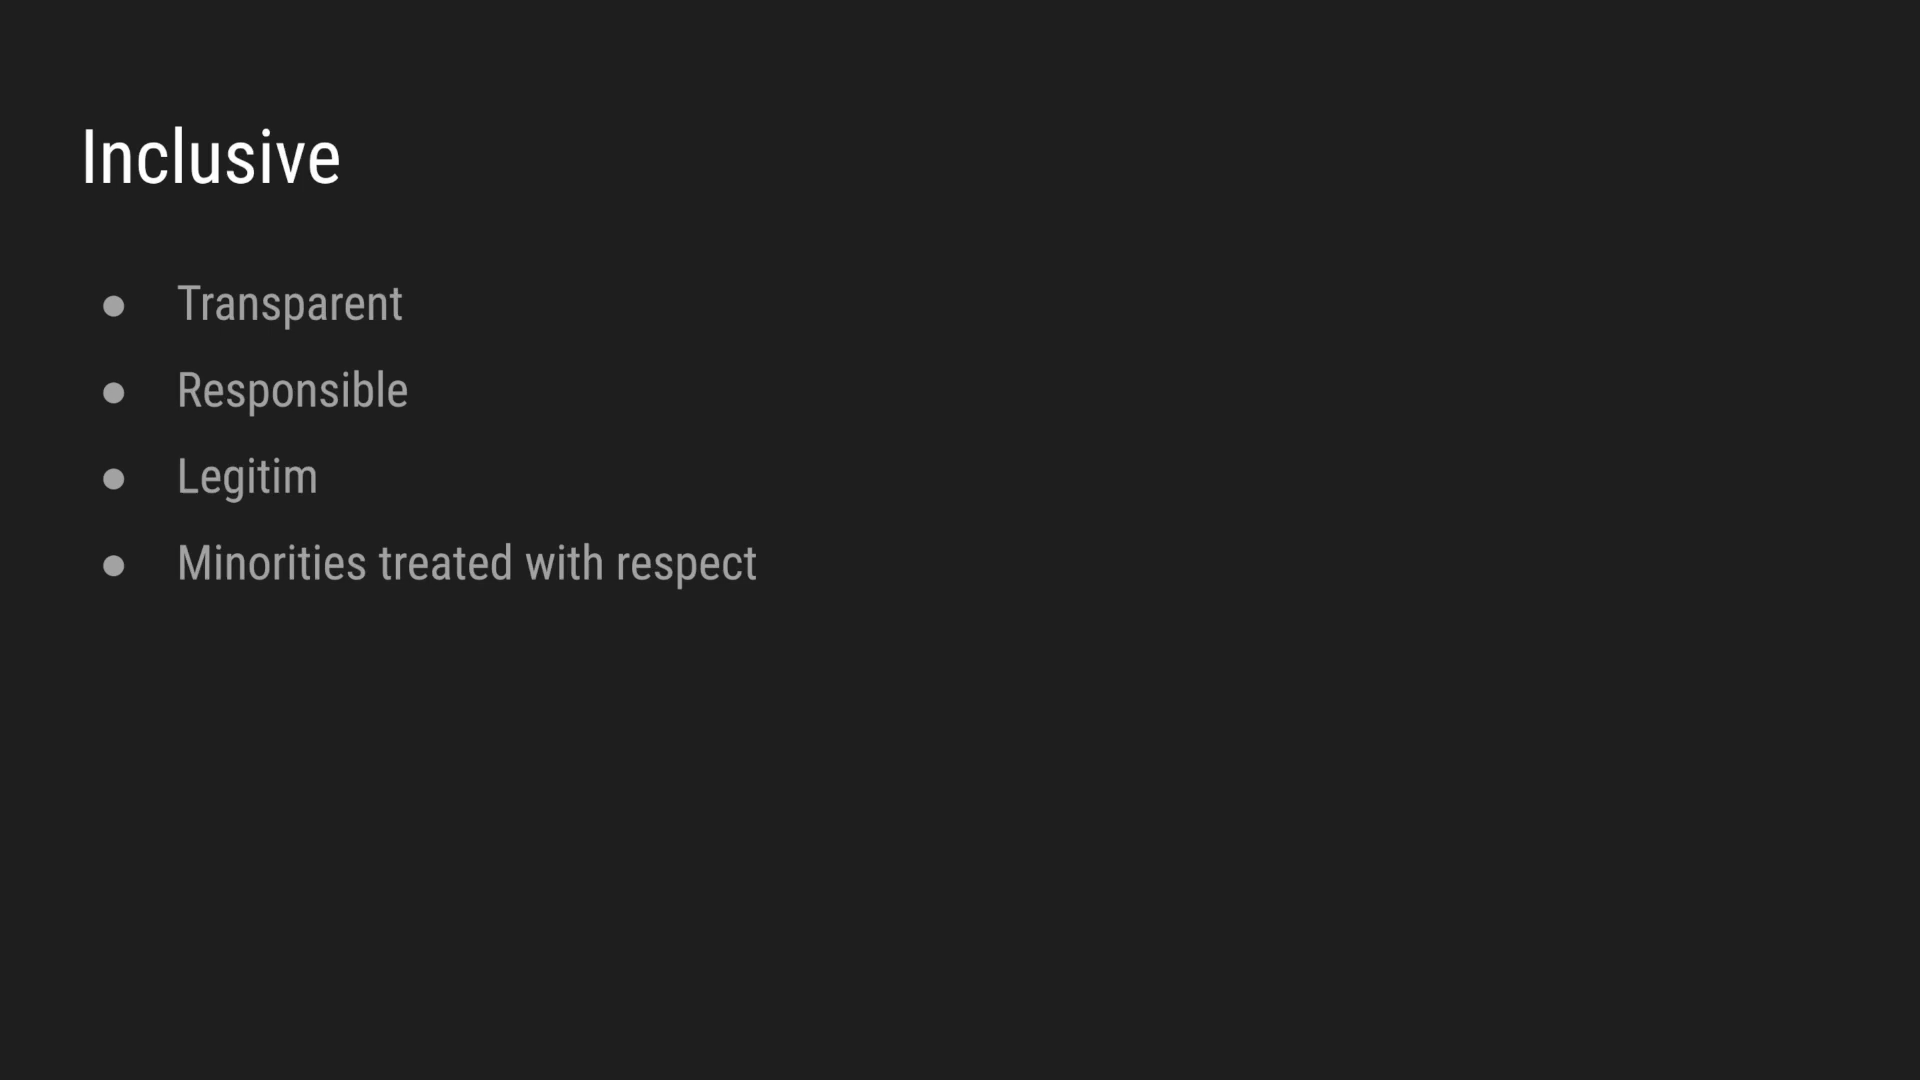 Inclusive
● Transparent
● Responsible
● Legitim
● Minorities treated with respect